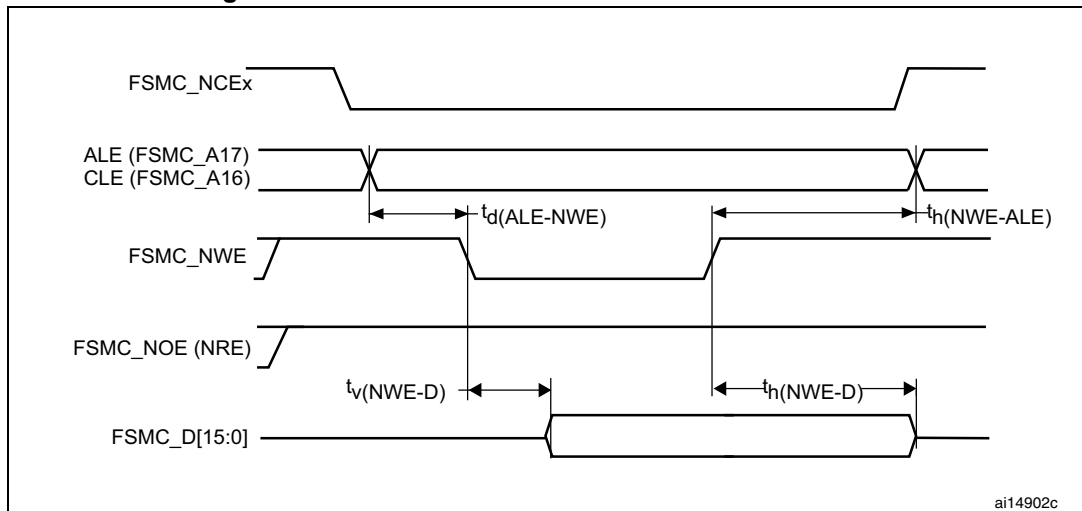 FSMC_NCEx
ALE (FSMC_A17)
CLE (FSMC_A16)
td(ALE-NWE)
th(NWE-ALE)
FSMC_NWE
FSMC_NOE (NRE)
tv(NWE-D)
th(NWE-D)
FSMC_D[15:0]
ai14902c